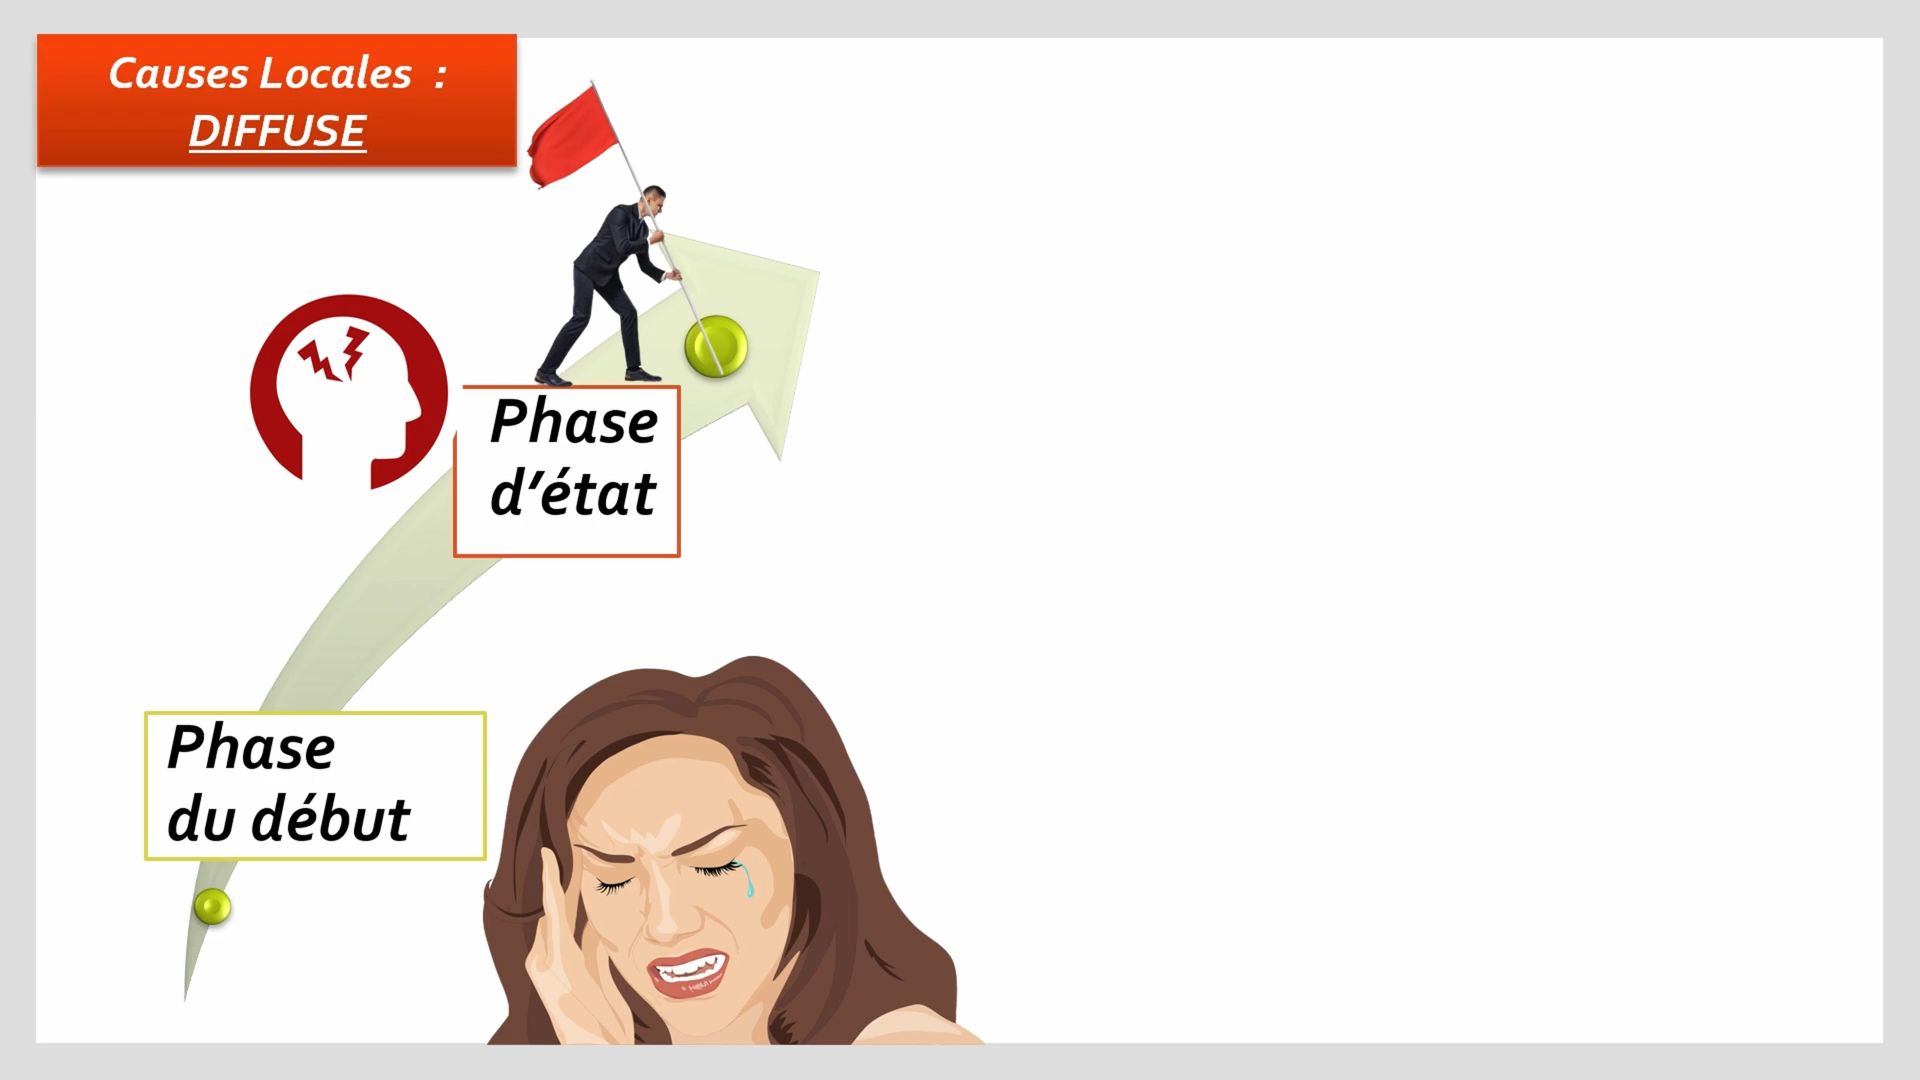 Causes Locales :
DIFFUSE
Phase
d’état
Phase
du début